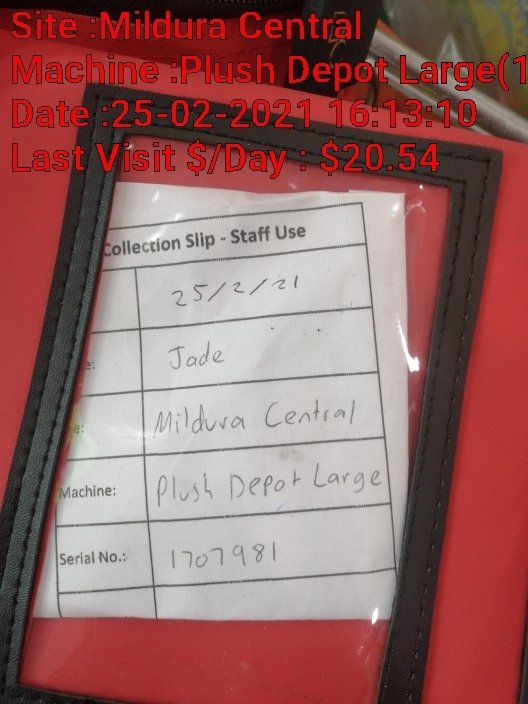 Site :Mildura Central
Machine :Plush Depot Large(1
Date :25-02-2021 16:13:10
Last Visit $/Day : $20.54
Collection Slip - Staff Use
25/2/21
e: Jade
e: Mildura Central
Machine: Plush Depot Large
Serial No.: 1707981